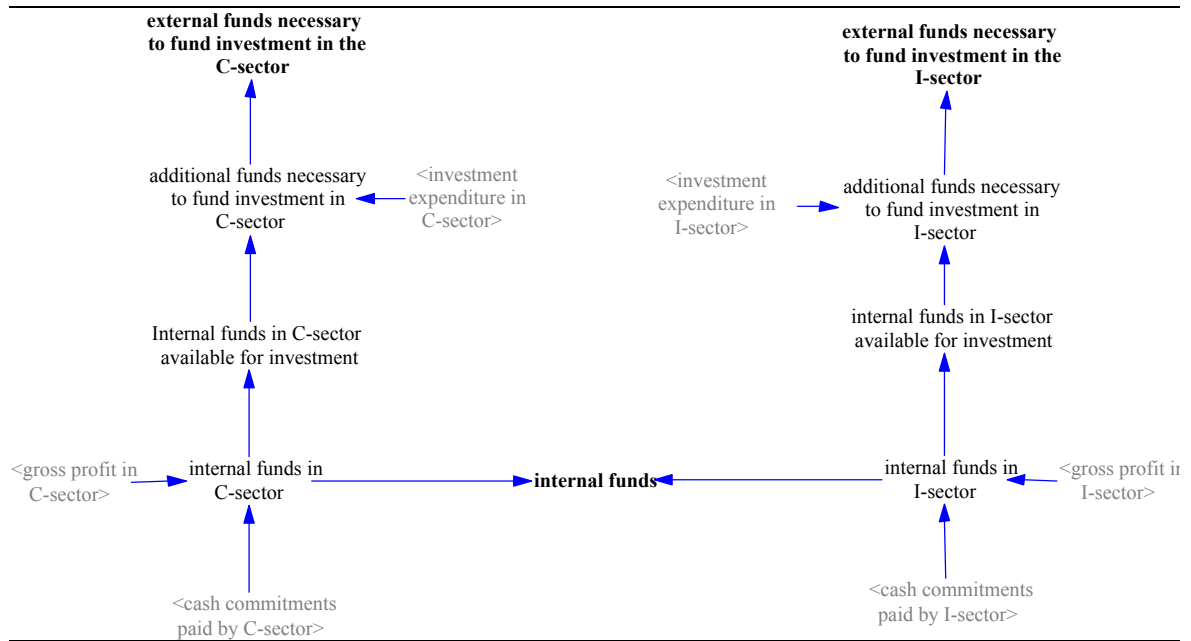 external funds necessary
to fund investment in the
C-sector
external funds necessary
to fund investment in the
I-sector
additional funds necessary
to fund investment in
C-sector
<investment
expenditure in
C-sector>
<investment
expenditure in
I-sector>
additional funds necessary
to fund investment in
I-sector
Internal funds in C-sector
available for investment
internal funds in I-sector
available for investment
<gross profit in
C-sector>
internal funds in
C-sector
internal funds
internal funds in
I-sector
<gross profit in
I-sector>
<cash commitments
paid by C-sector>
<cash commitments
paid by I-sector>